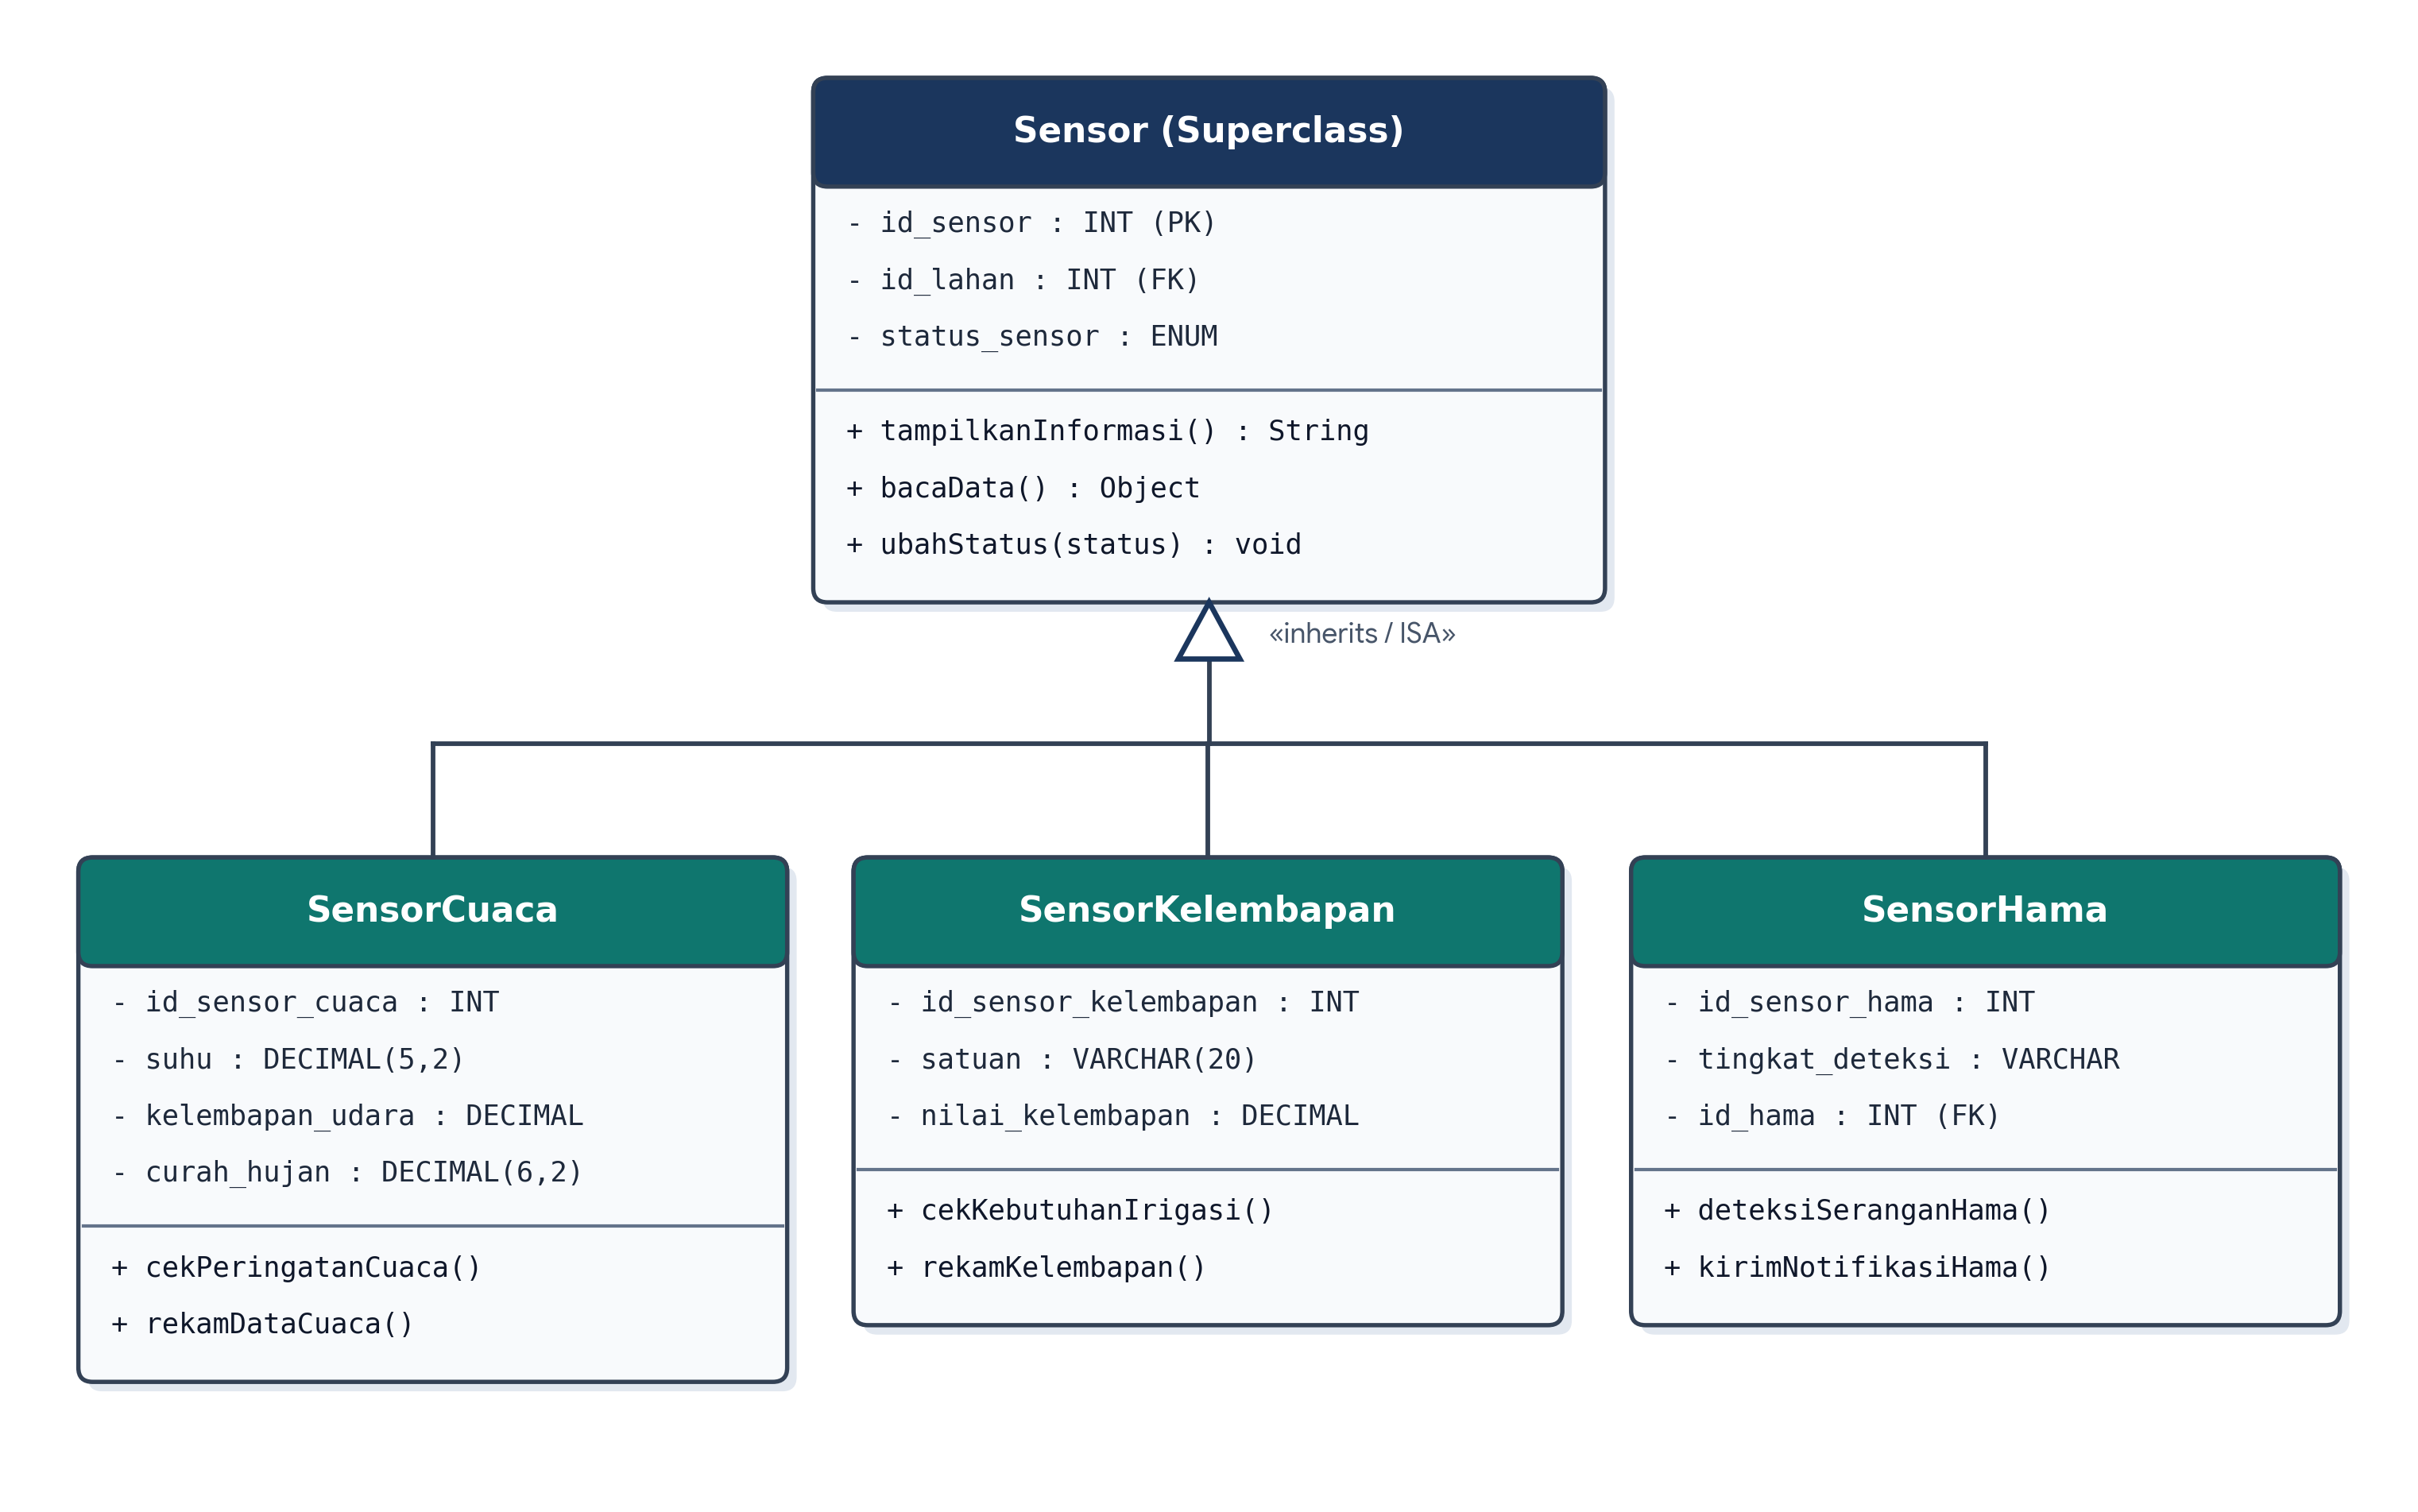 Sensor (Superclass)
- id_sensor : INT (PK)
- id_lahan : INT (FK)
- status_sensor : ENUM
+ tampilkanInformasi() : String
+ bacaData() : Object
+ ubahStatus(status) : void
«inherits / ISA»
SensorCuaca
- id_sensor_cuaca : INT
- suhu : DECIMAL(5,2)
- kelembapan_udara : DECIMAL
- curah_hujan : DECIMAL(6,2)
+ cekPeringatanCuaca()
+ rekamDataCuaca()
SensorKelembapan
- id_sensor_kelembapan : INT
- satuan : VARCHAR(20)
- nilai_kelembapan : DECIMAL
+ cekKebutuhanIrigasi()
+ rekamKelembapan()
SensorHama
- id_sensor_hama : INT
- tingkat_deteksi : VARCHAR
- id_hama : INT (FK)
+ deteksiSeranganHama()
+ kirimNotifikasiHama()